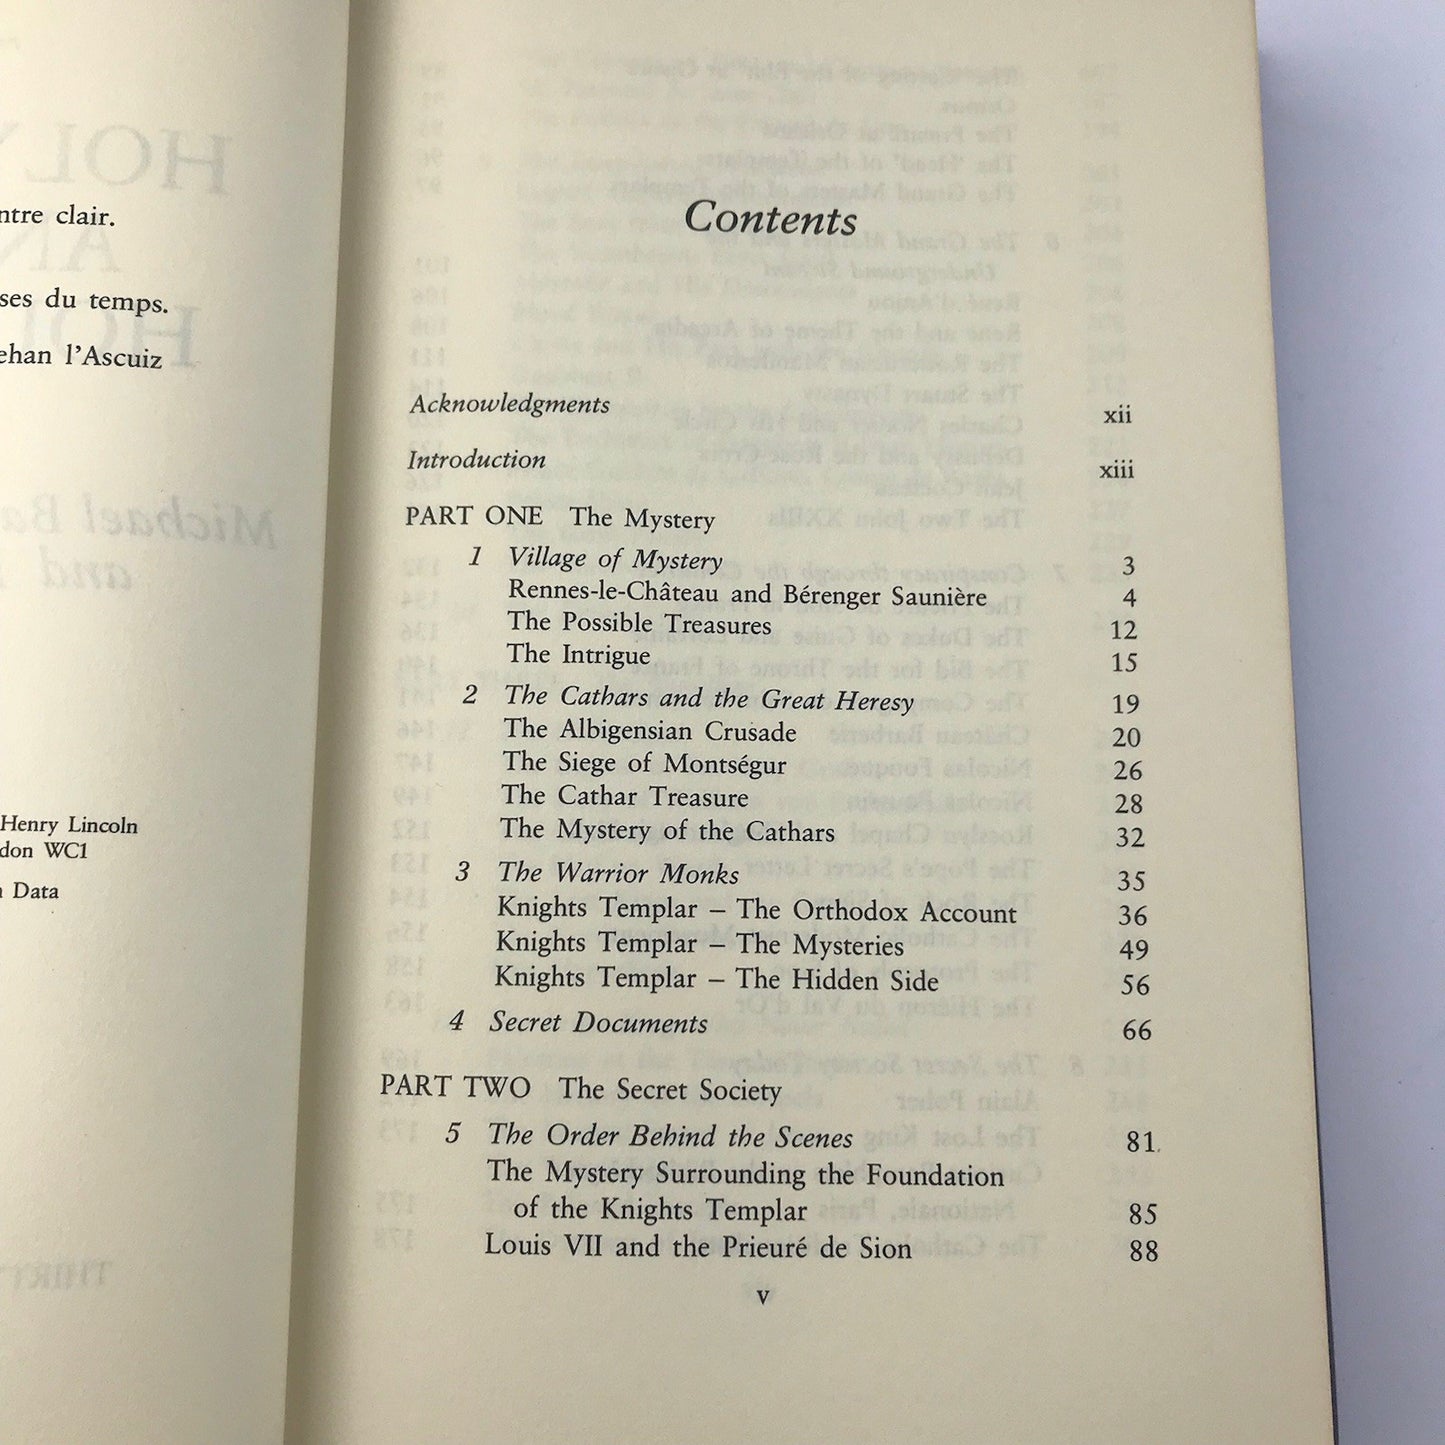 ntre clair.
ses du temps.
ehan l'Ascuiz
Henry Lincoln
don WC1
Data
Contents
Acknowledgments xii
Introduction xiii
PART ONE The Mystery
1 Village of Mystery 3
Rennes-le-Château and Bérenger Saunière 4
The Possible Treasures 12
The Intrigue 15
2 The Cathars and the Great Heresy 19
The Albigensian Crusade 20
The Siege of Montségur 26
The Cathar Treasure 28
The Mystery of the Cathars 32
3 The Warrior Monks 35
Knights Templar – The Orthodox Account 36
Knights Templar – The Mysteries 49
Knights Templar – The Hidden Side 56
4 Secret Documents 66
PART TWO The Secret Society
5 The Order Behind the Scenes 81
The Mystery Surrounding the Foundation
of the Knights Templar 85
Louis VII and the Prieuré de Sion 88
v